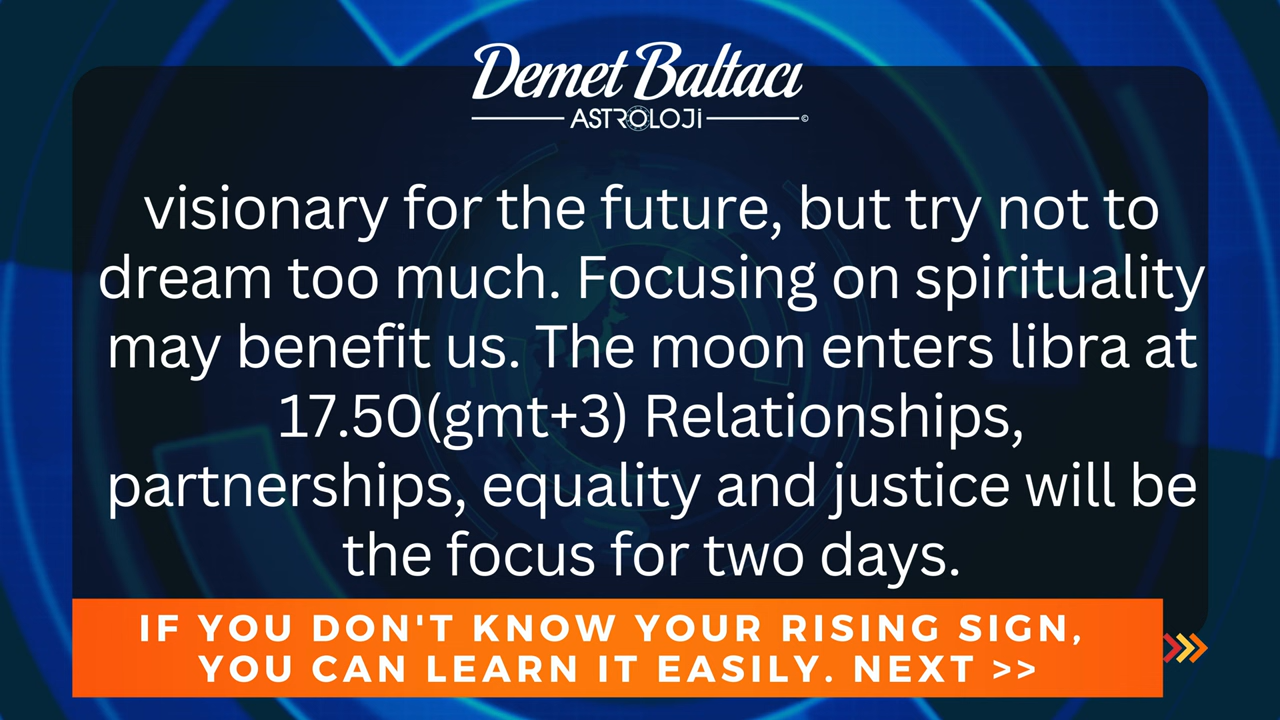 Demet Baltacı
ASTROLOJi ©
visionary for the future, but try not to
dream too much. Focusing on spirituality
may benefit us. The moon enters libra at
17.50(gmt+3) Relationships,
partnerships, equality and justice will be
the focus for two days.
IF YOU DON'T KNOW YOUR RISING SIGN,
YOU CAN LEARN IT EASILY. NEXT >>